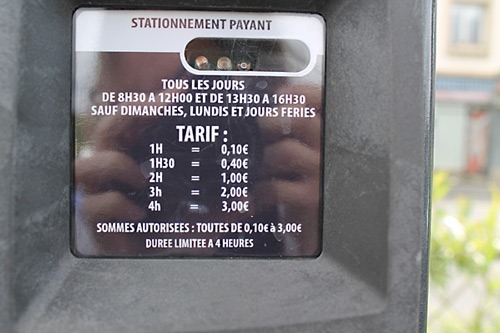 STATIONNEMENT PAYANT
TOUS LES JOURS
DE 8H30 A 12H00 ET DE 13H30 A 16H30
SAUF DIMANCHES, LUNDIS ET JOURS FERIES
TARIF :
1H = 0,10€
1H30 = 0,40€
2H = 1,00€
3h = 2,00€
4h = 3,00€
SOMMES AUTORISEES : TOUTES DE 0,10€ à 3,00€
DUREE LIMITEE A 4 HEURES